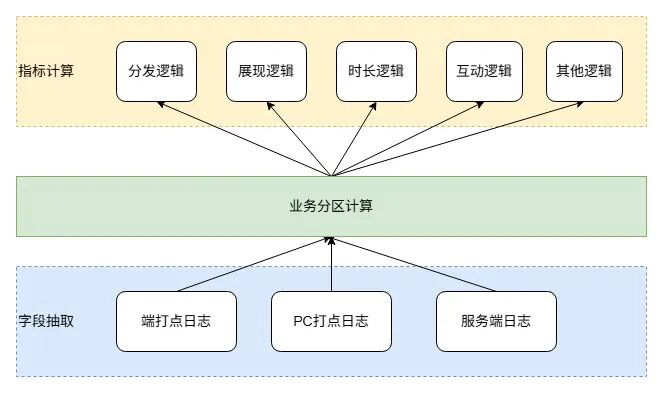 指标计算
分发逻辑
展现逻辑
时长逻辑
互动逻辑
其他逻辑
业务分区计算
字段抽取
端打点日志
PC打点日志
服务端日志